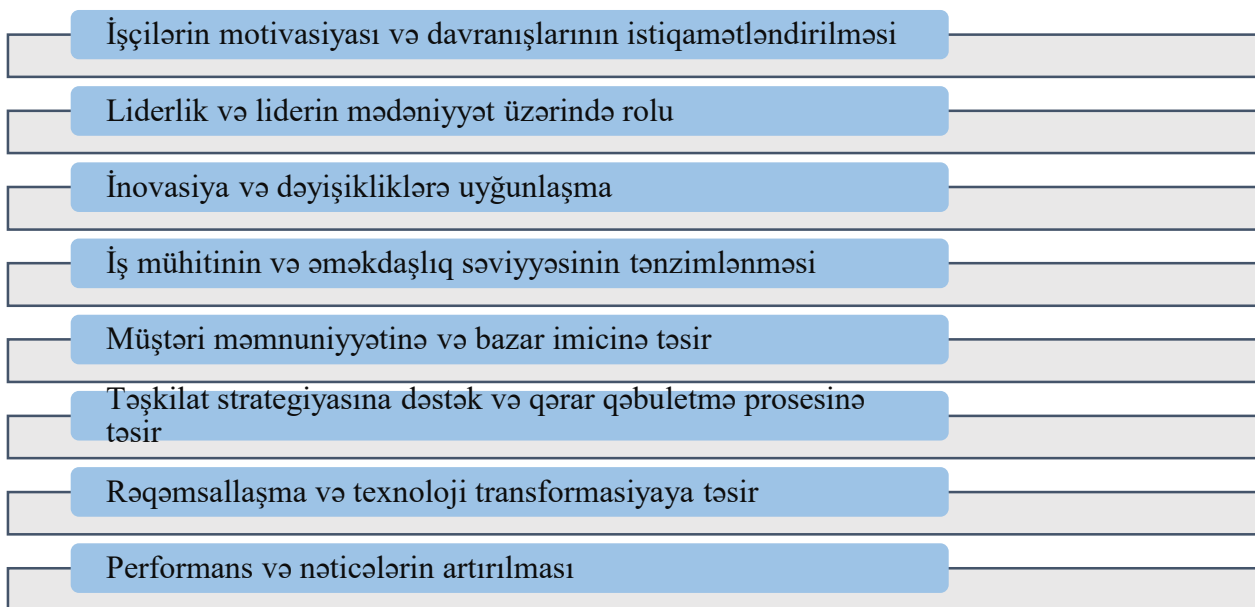 İşçilərin motivasiyası və davranışlarının istiqamətləndirilməsi
Liderlik və liderin mədəniyyət üzərində rolu
İnovasiya və dəyişikliklərə uyğunlaşma
İş mühitinin və əməkdaşlıq səviyyəsinin tənzimlənməsi
Müştəri məmnuniyyətinə və bazar imicinə təsir
Təşkilat strategiyasına dəstək və qərar qəbuletmə prosesinə
təsir
Rəqəmsallaşma və texnoloji transformasiyaya təsir
Performans və nəticələrin artırılması